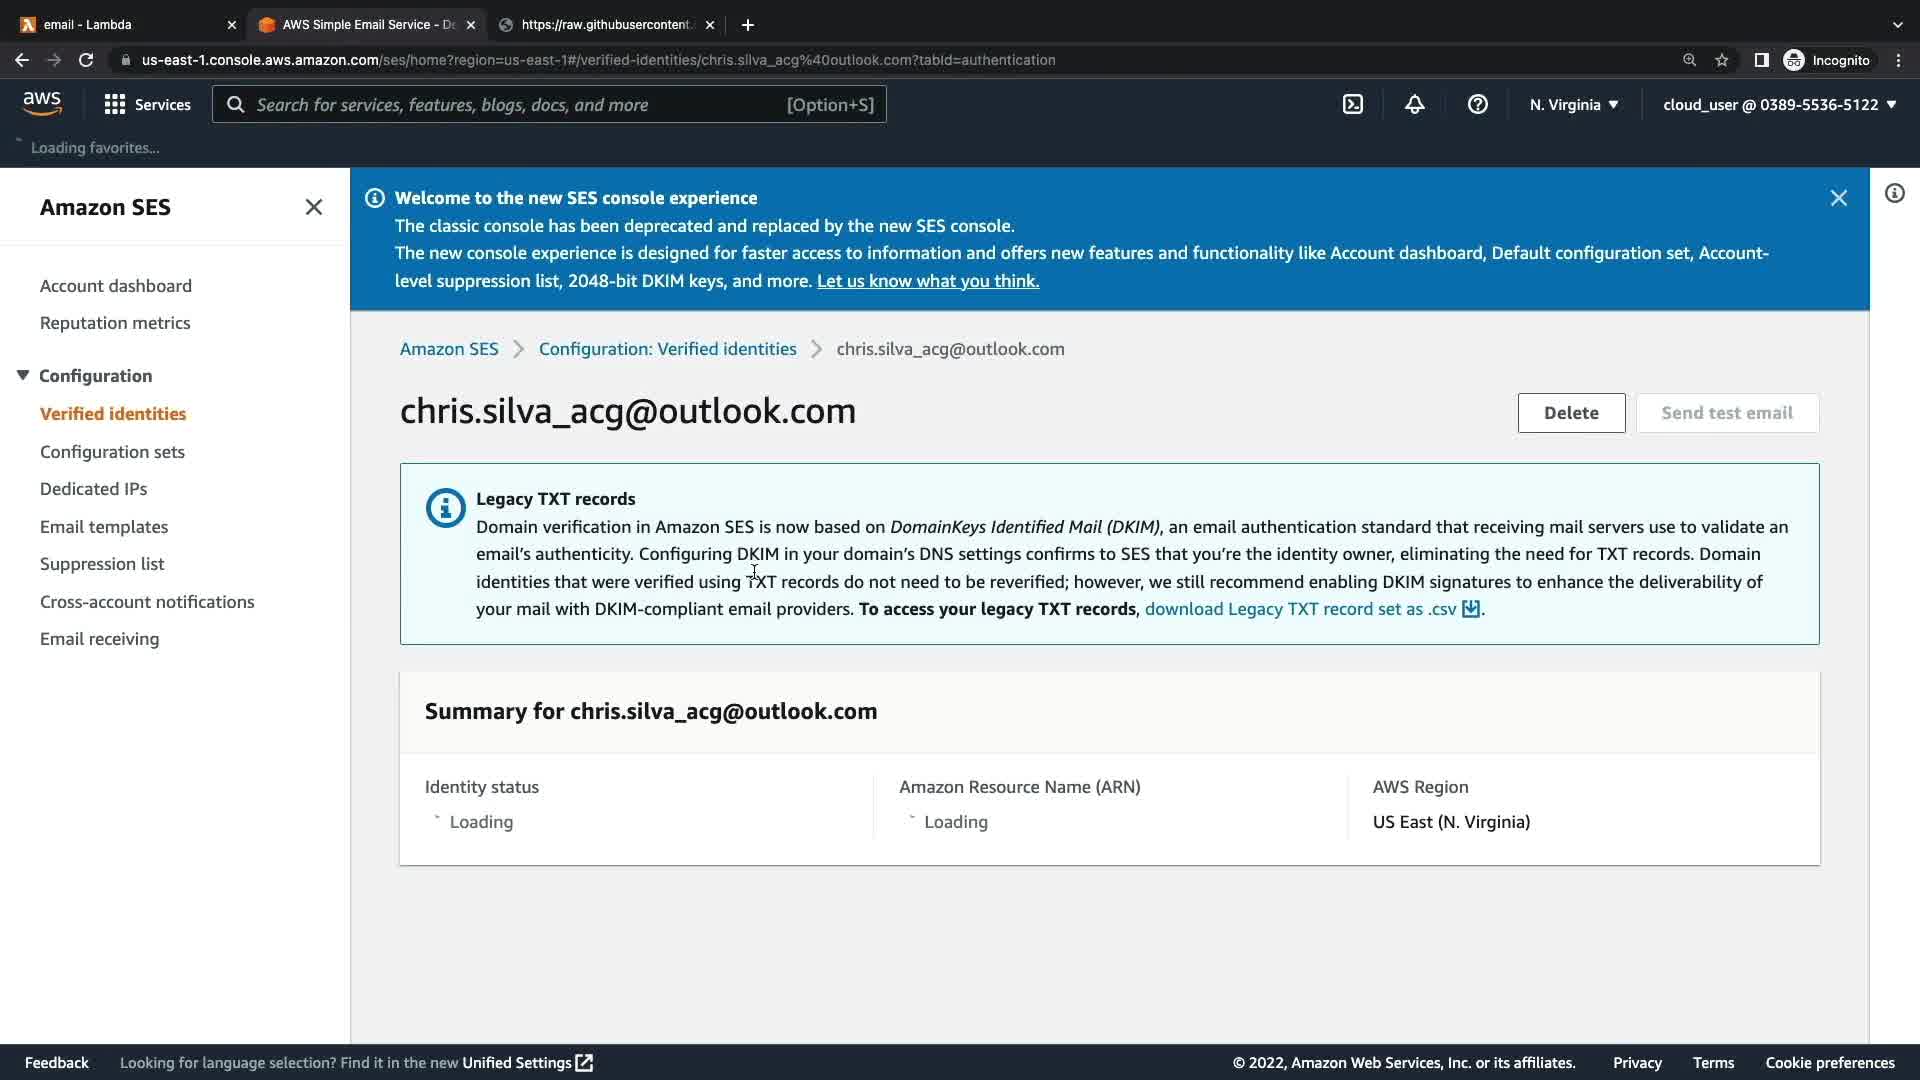 email - Lambda
AWS Simple Email Service - De
https://raw.githubusercontent.
us-east-1.console.aws.amazon.com/ses/home?region=us-east-1#/verified-identities/chris.silva_acg%40outlook.com?tabId=authentication
Incognito
aws
Services
Search for services, features, blogs, docs, and more
[Option+S]
N. Virginia
cloud_user @ 0389-5536-5122
Loading favorites...
Amazon SES
Account dashboard
Reputation metrics
Configuration
Verified identities
Configuration sets
Dedicated IPs
Email templates
Suppression list
Cross-account notifications
Email receiving
Welcome to the new SES console experience
The classic console has been deprecated and replaced by the new SES console.
The new console experience is designed for faster access to information and offers new features and functionality like Account dashboard, Default configuration set, Account-
level suppression list, 2048-bit DKIM keys, and more. Let us know what you think.
Amazon SES
Configuration: Verified identities
chris.silva_acg@outlook.com
chris.silva_acg@outlook.com
Delete
Send test email
Legacy TXT records
Domain verification in Amazon SES is now based on DomainKeys Identified Mail (DKIM), an email authentication standard that receiving mail servers use to validate an
email's authenticity. Configuring DKIM in your domain's DNS settings confirms to SES that you're the identity owner, eliminating the need for TXT records. Domain
identities that were verified using TXT records do not need to be reverified; however, we still recommend enabling DKIM signatures to enhance the deliverability of
your mail with DKIM-compliant email providers. To access your legacy TXT records, download Legacy TXT record set as .csv.
Summary for chris.silva_acg@outlook.com
Identity status
Loading
Amazon Resource Name (ARN)
Loading
AWS Region
US East (N. Virginia)
Feedback
Looking for language selection? Find it in the new Unified Settings
© 2022, Amazon Web Services, Inc. or its affiliates.
Privacy
Terms
Cookie preferences